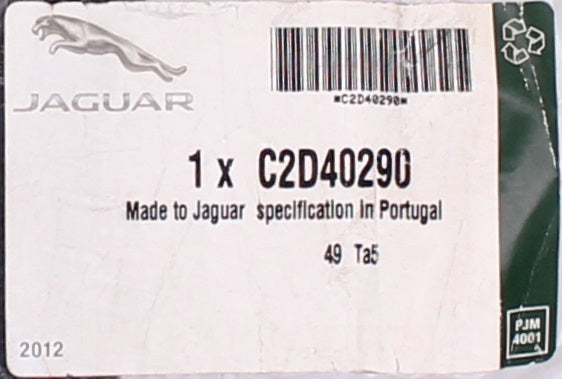 JAGUAR
*C2D40290*
1 x C2D40290
Made to Jaguar specification in Portugal
49 Ta5
2012
PJM
4001